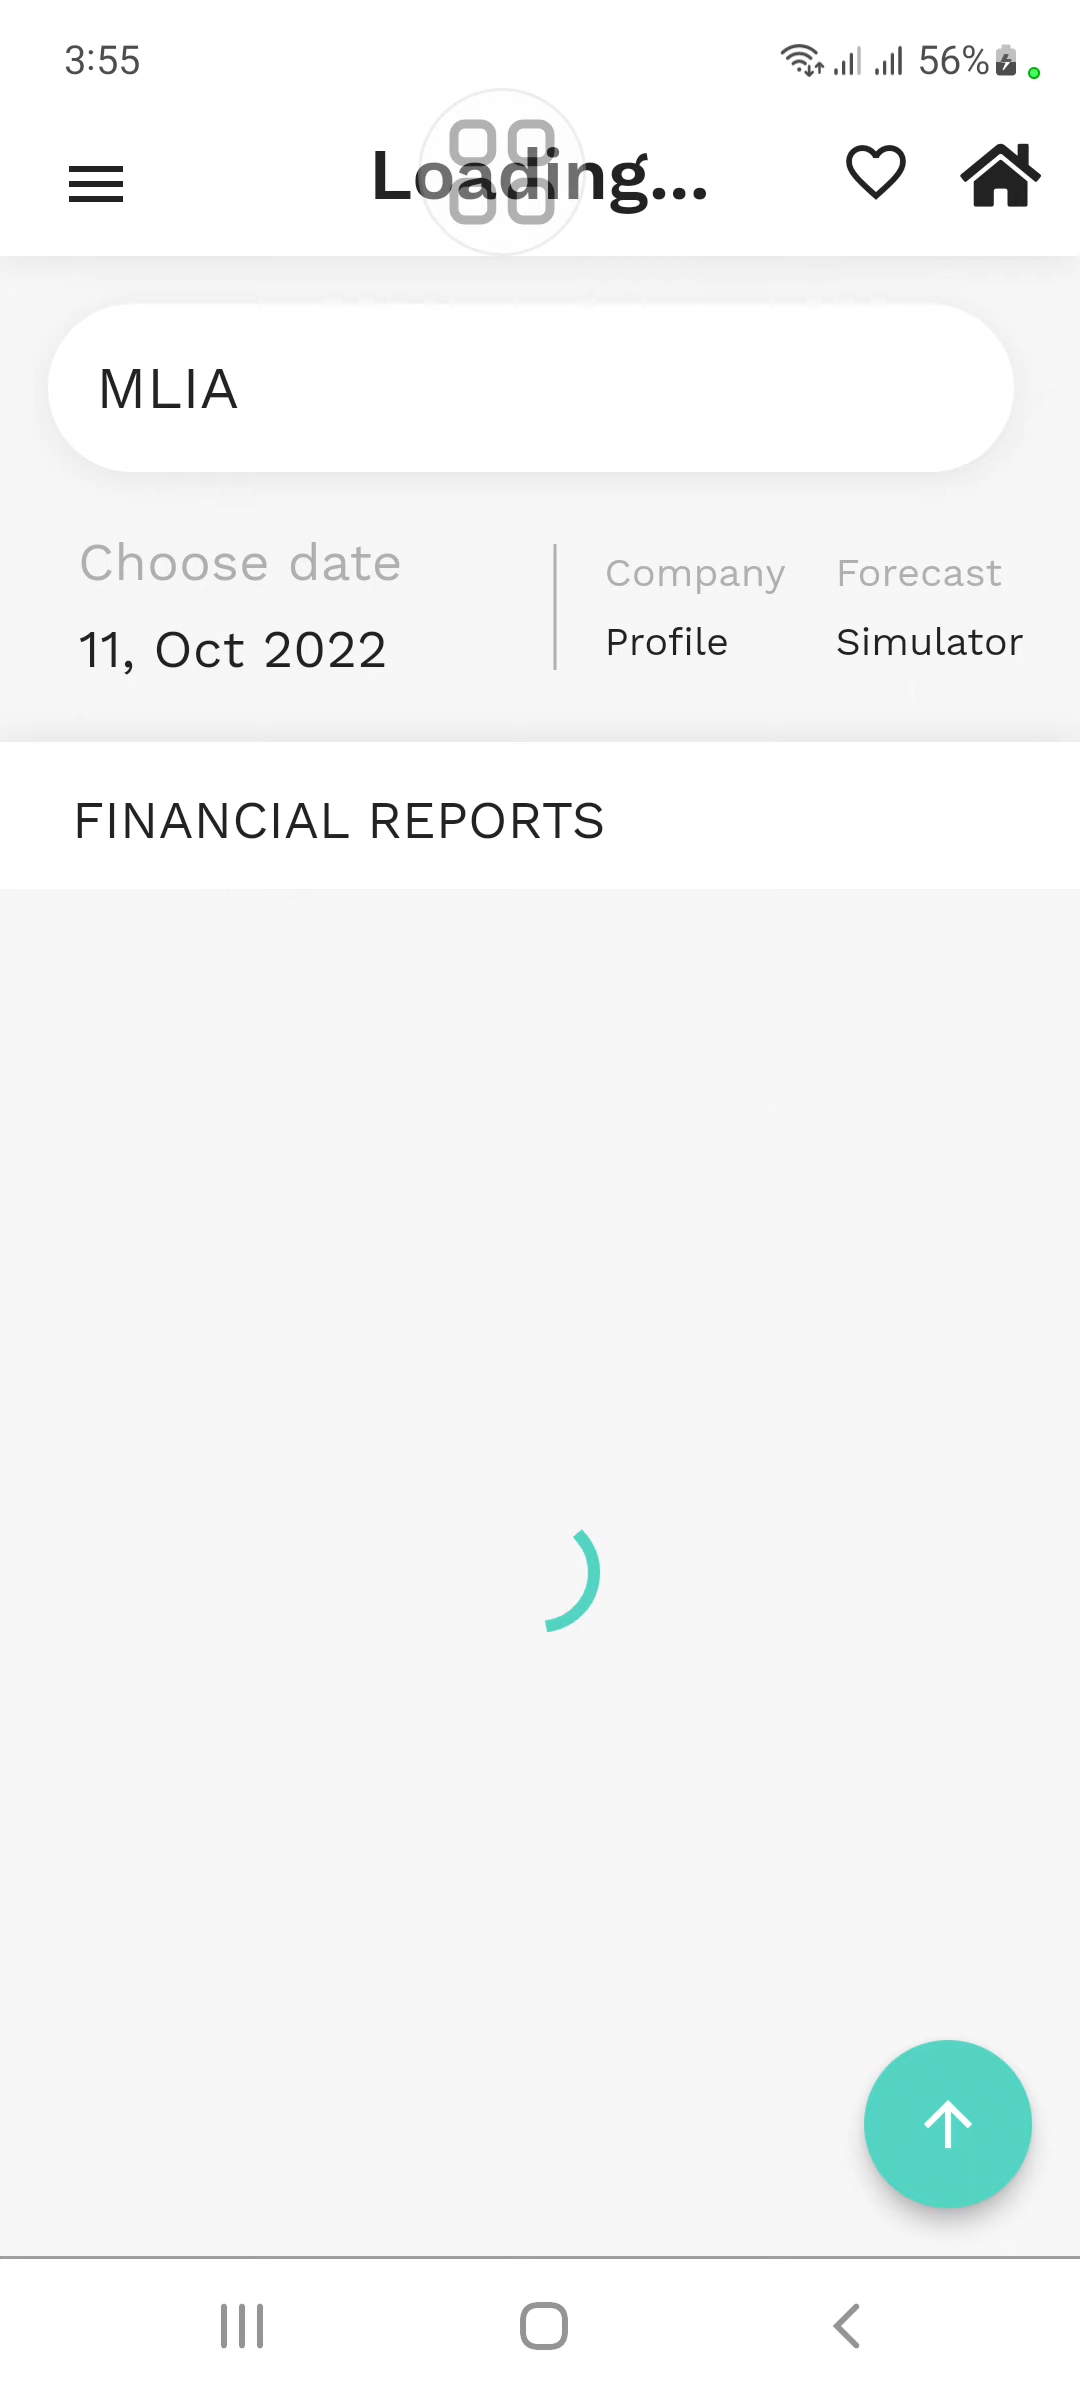 3:55
56%
Loading...
MLIA
Choose date
11, Oct 2022
Company
Profile
Forecast
Simulator
FINANCIAL REPORTS